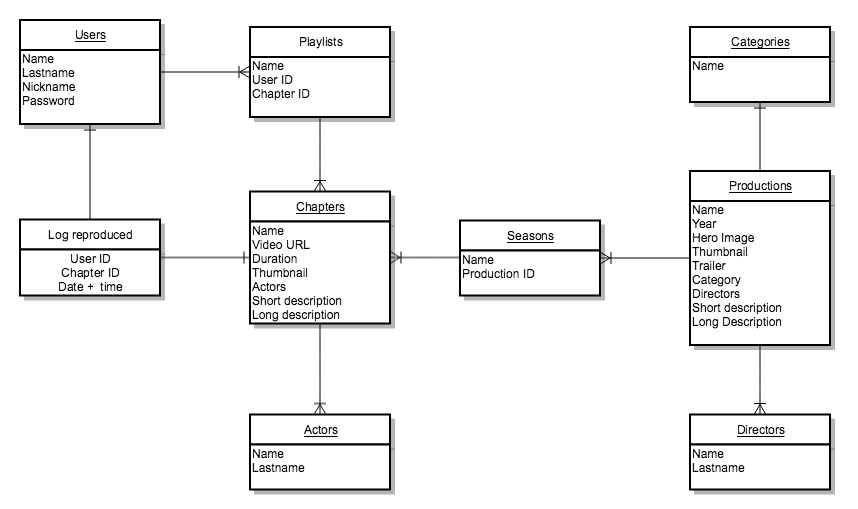 Users
Name
Lastname
Nickname
Password
Playlists
Name
User ID
Chapter ID
Categories
Name
Log reproduced
User ID
Chapter ID
Date + time
Chapters
Name
Video URL
Duration
Thumbnail
Actors
Short description
Long description
Seasons
Name
Production ID
Productions
Name
Year
Hero Image
Thumbnail
Trailer
Category
Directors
Short description
Long Description
Actors
Name
Lastname
Directors
Name
Lastname